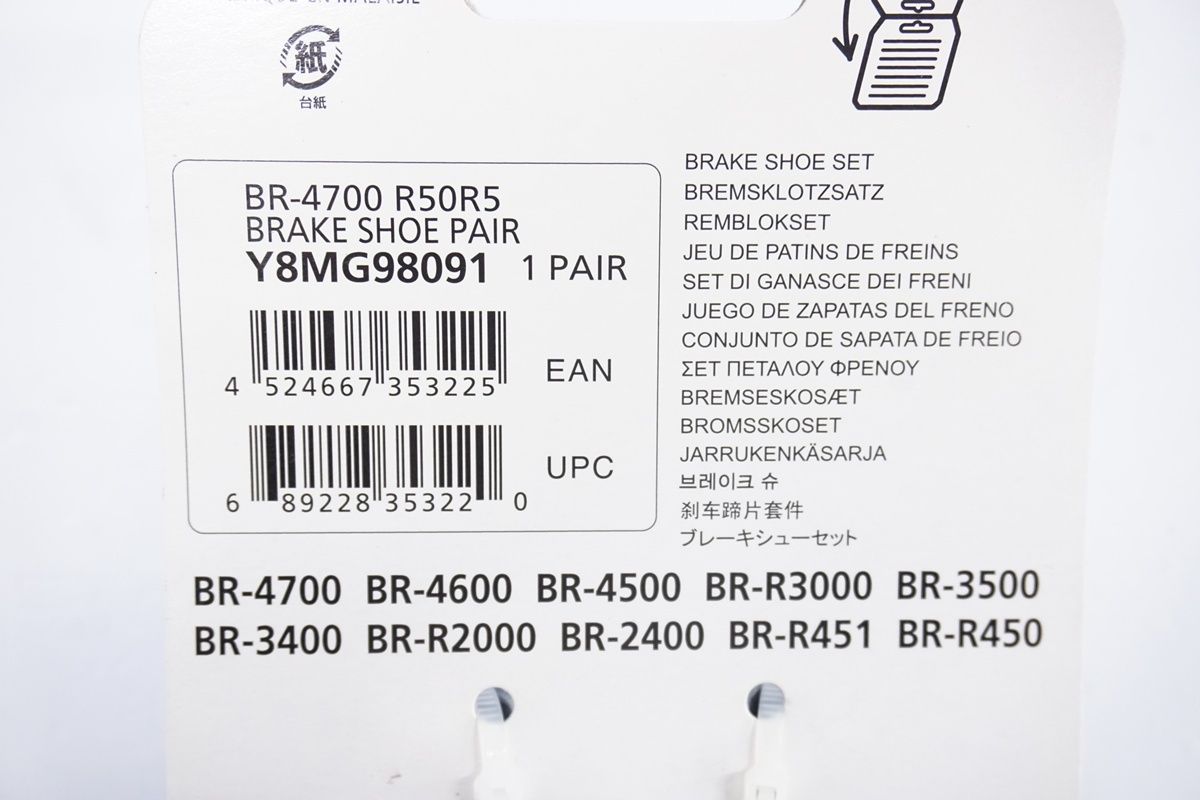 紙
台紙
BR-4700 R50R5
BRAKE SHOE PAIR
Y8MG98091 1 PAIR
4 524667 353225
EAN
6 89228 35322 0
UPC
BRAKE SHOE SET
BREMSKLOTZSATZ
REMBLOKSET
JEU DE PATINS DE FREINS
SET DI GANASCE DEI FRENI
JUEGO DE ZAPATAS DEL FRENO
CONJUNTO DE SAPATA DE FREIO
ΣΕΤ ΠΕΤΑΛΟΥ ΦΡΕΝΟΥ
BREMSESKOSÆT
BROMSSKOSET
JARRUKENKÄSARJA
브레이크 슈
刹车蹄片套件
ブレーキシューセット
BR-4700 BR-4600 BR-4500 BR-R3000 BR-3500
BR-3400 BR-R2000 BR-2400 BR-R451 BR-R450